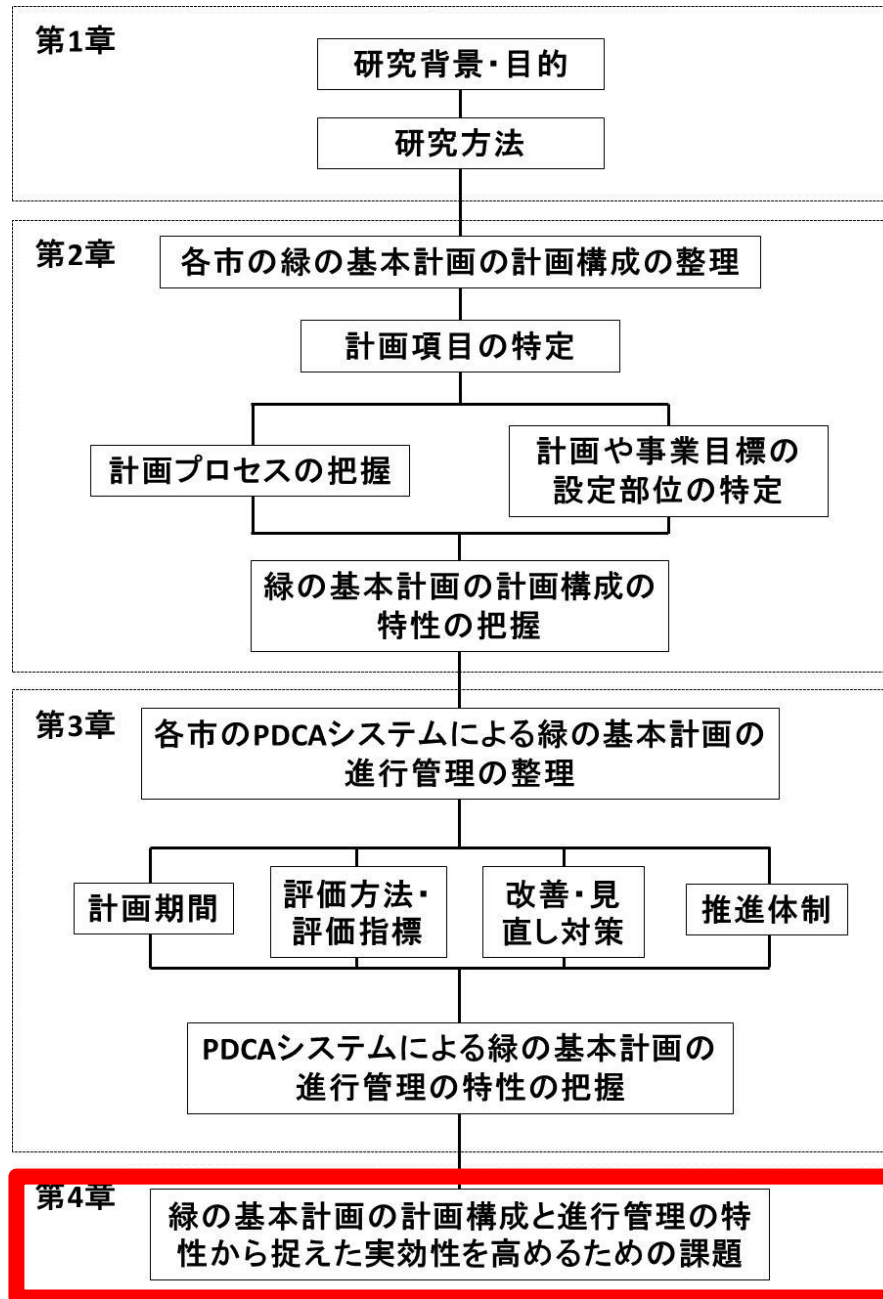 第1章
研究背景・目的
研究方法
第2章
各市の緑の基本計画の計画構成の整理
計画項目の特定
計画プロセスの把握
計画や事業目標の
設定部位の特定
緑の基本計画の計画構成の
特性の把握
第3章
各市のPDCAシステムによる緑の基本計画の
進行管理の整理
計画期間
評価方法・
評価指標
改善・見
直し対策
推進体制
PDCAシステムによる緑の基本計画の
進行管理の特性の把握
第4章
緑の基本計画の計画構成と進行管理の特
性から捉えた実効性を高めるための課題